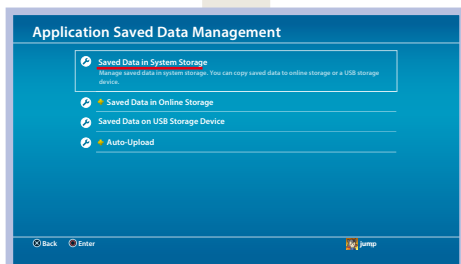 Application Saved Data Management
Saved Data in System Storage
Manage saved data in system storage. You can copy saved data to online storage or a USB storage
device.
Saved Data in Online Storage
Saved Data on USB Storage Device
Auto-Upload
Back Enter jump